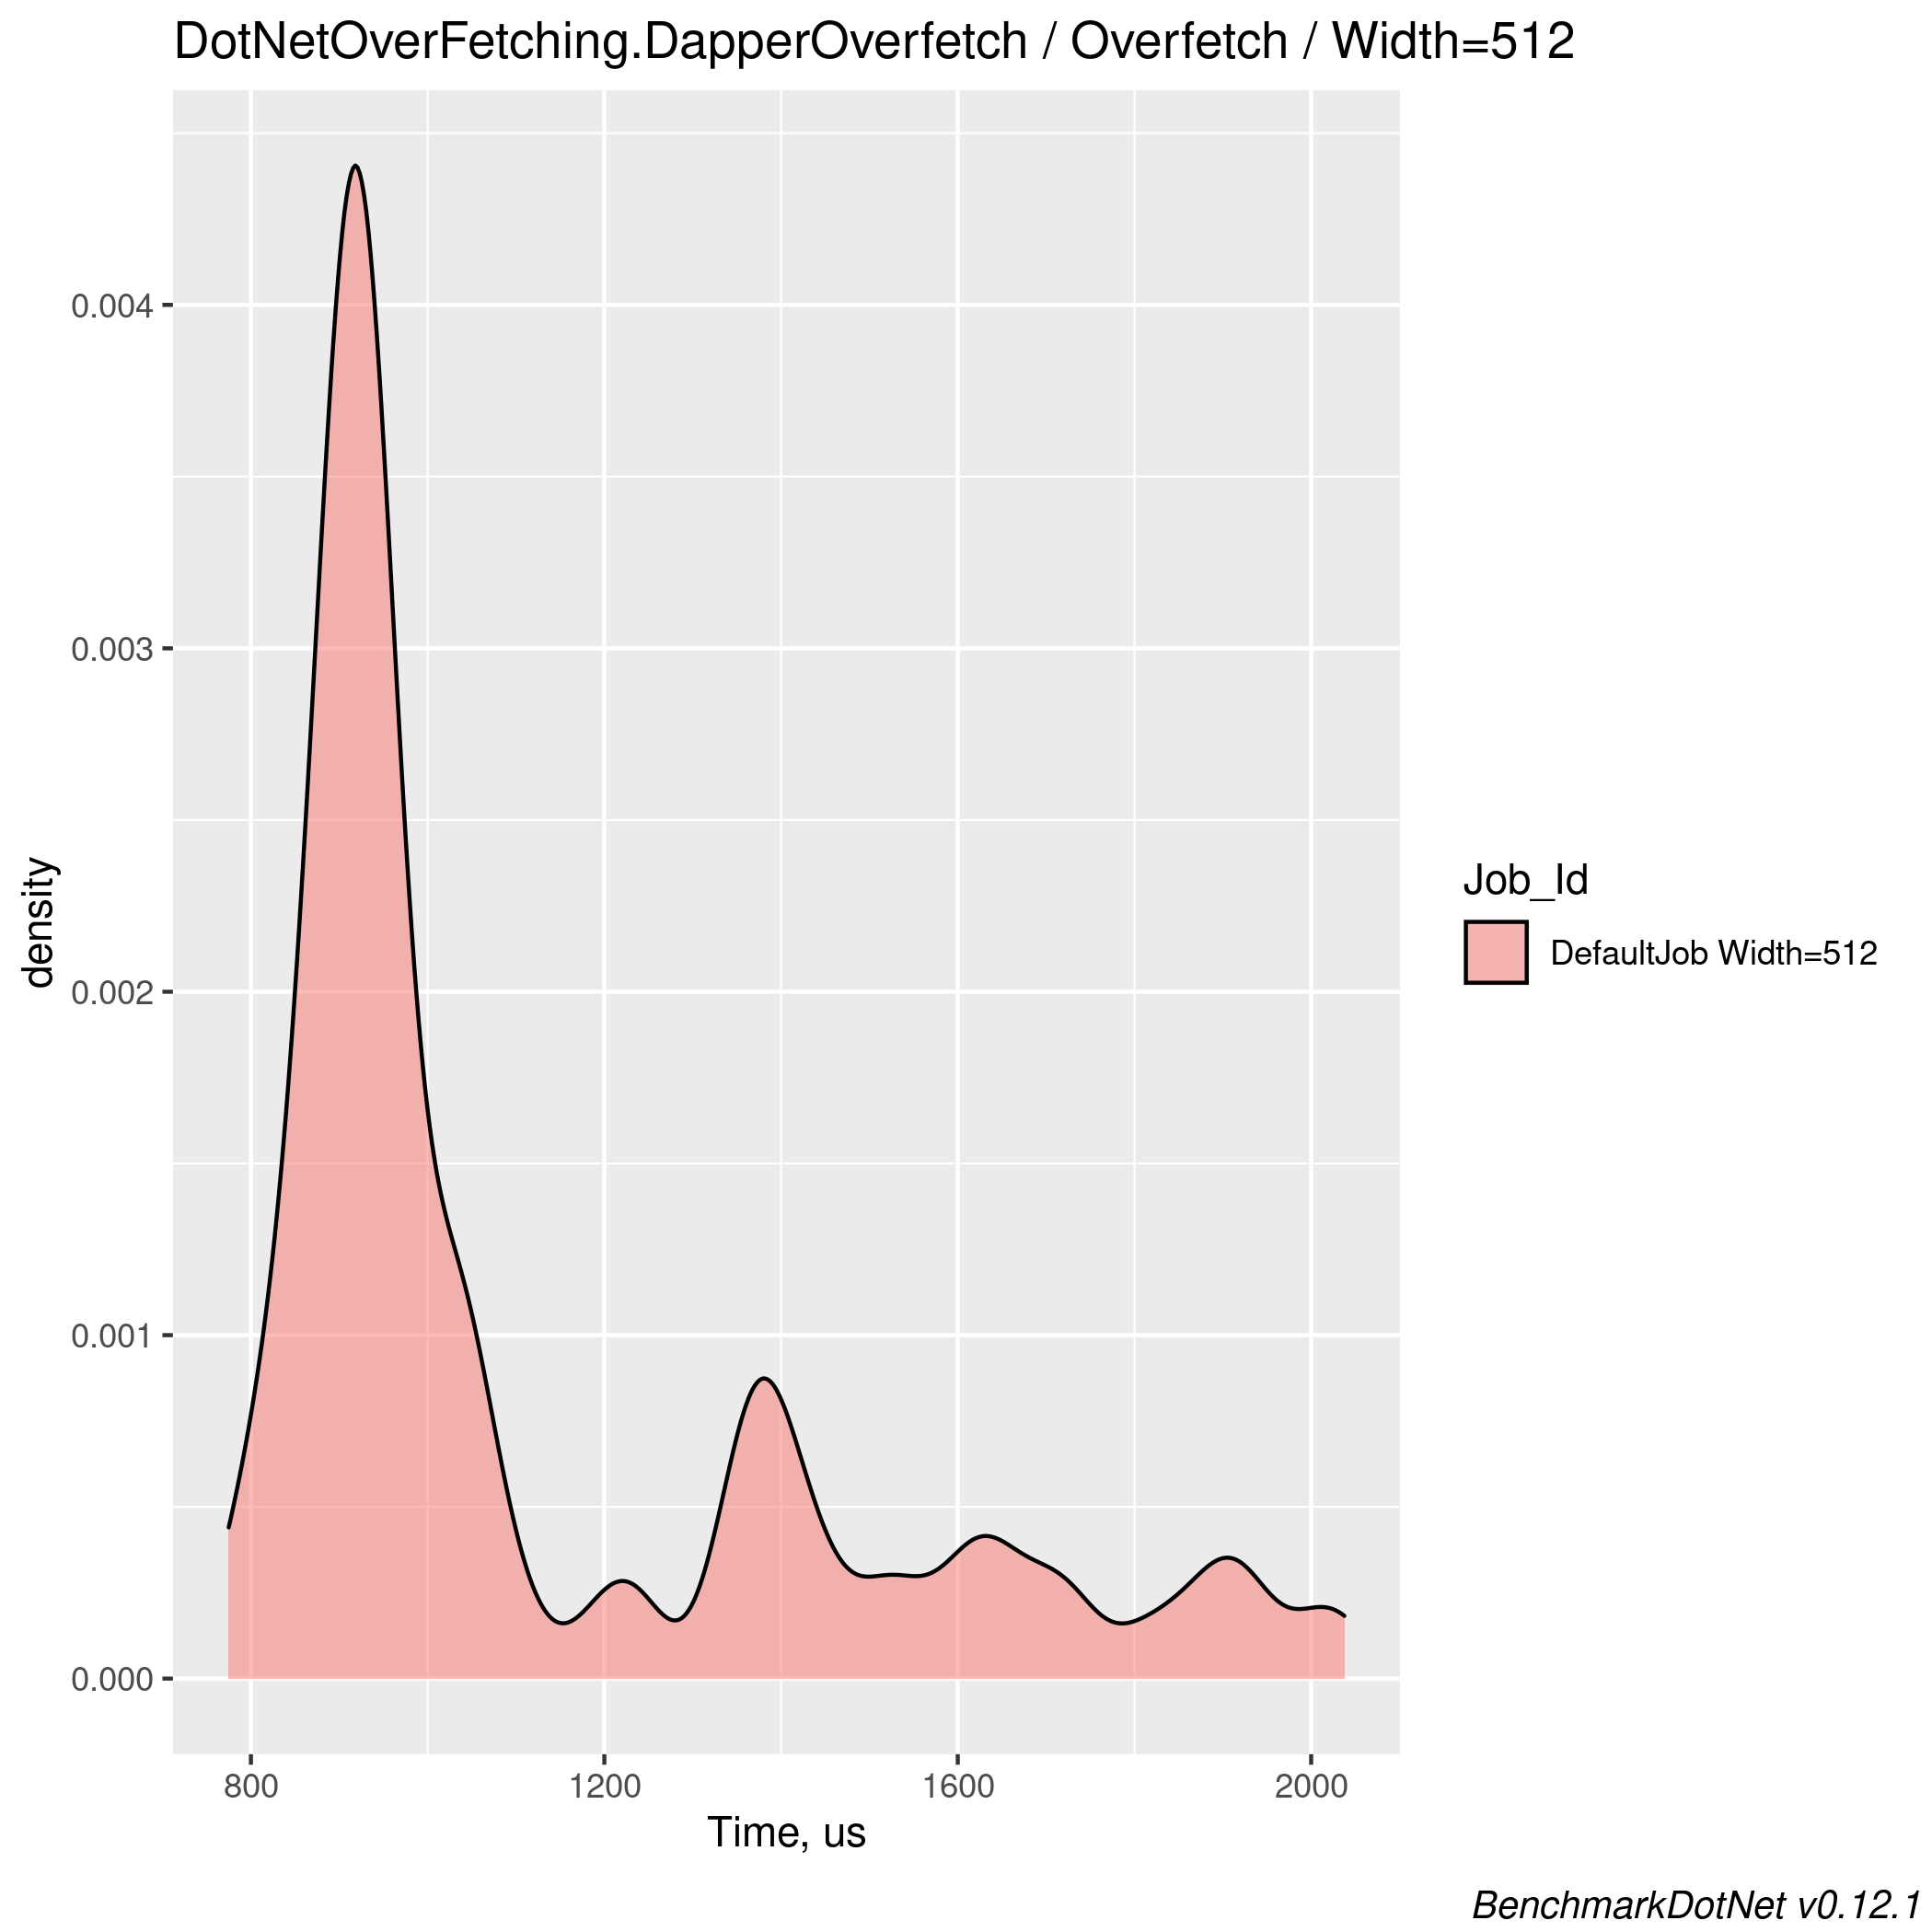 DotNetOverFetching.DapperOverfetch / Overfetch / Width=512
0.004
0.003
0.002
0.001
0.000
density
800 1200 1600 2000
Time, us
Job_Id
DefaultJob Width=512
BenchmarkDotNet v0.12.1